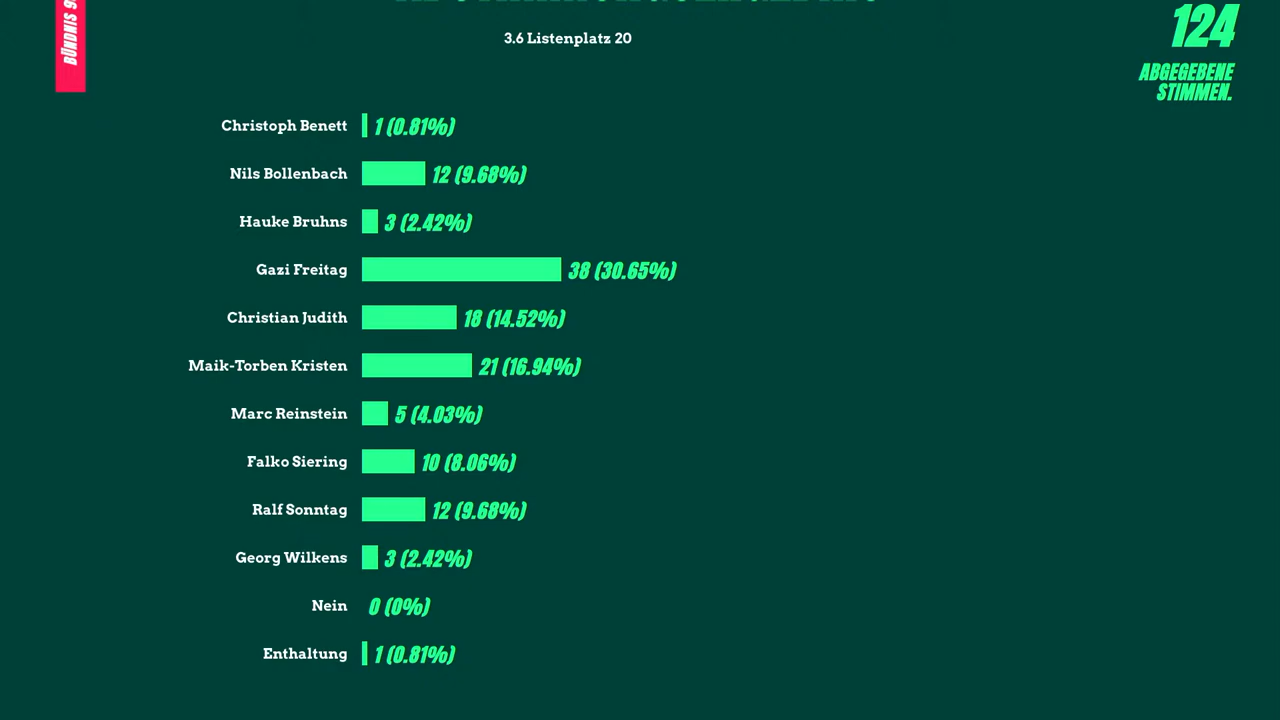 BÜNDNIS 9
3.6 Listenplatz 20
124
ABGEGEBENE
STIMMEN.
Christoph Benett 1 (0.81%)
Nils Bollenbach 12 (9.68%)
Hauke Bruhns 3 (2.42%)
Gazi Freitag 38 (30.65%)
Christian Judith 18 (14.52%)
Maik-Torben Kristen 21 (16.94%)
Marc Reinstein 5 (4.03%)
Falko Siering 10 (8.06%)
Ralf Sonntag 12 (9.68%)
Georg Wilkens 3 (2.42%)
Nein 0 (0%)
Enthaltung 1 (0.81%)